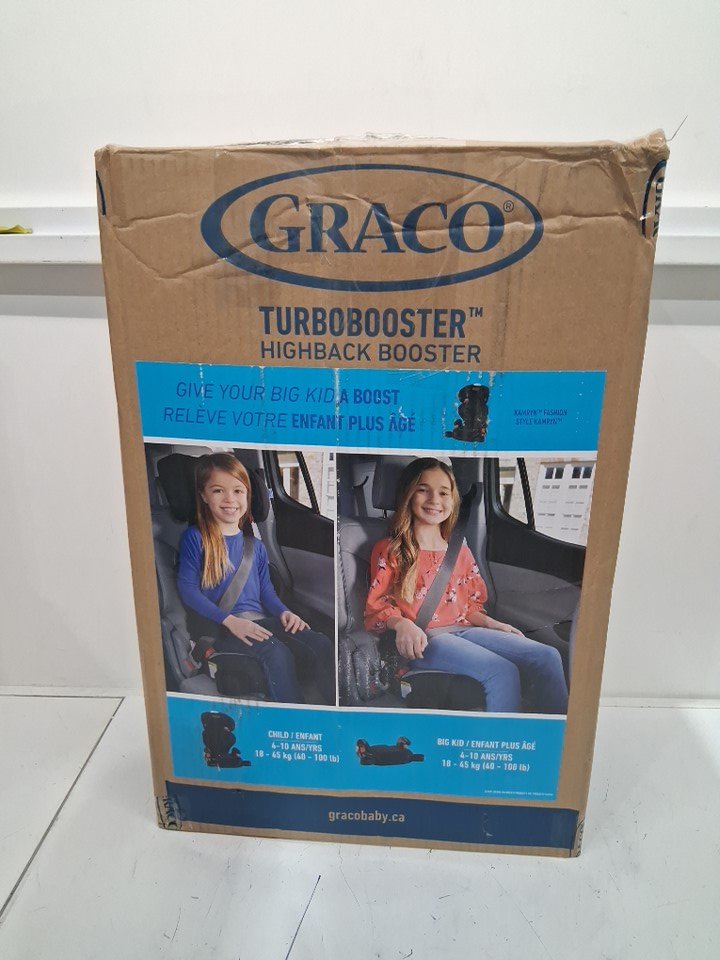 GRACO®
TURBOBOOSTER™
HIGHBACK BOOSTER
GIVE YOUR BIG KID A BOOST
RELÈVE VOTRE ENFANT PLUS ÂGÉ
KAMRYN™ FASHION
STYLE KAMRYN™
CHILD / ENFANT
4-10 ANS/YRS
18 - 45 kg (40 - 100 lb)
BIG KID / ENFANT PLUS ÂGÉ
4-10 ANS/YRS
18 - 45 kg (40 - 100 lb)
gracobaby.ca